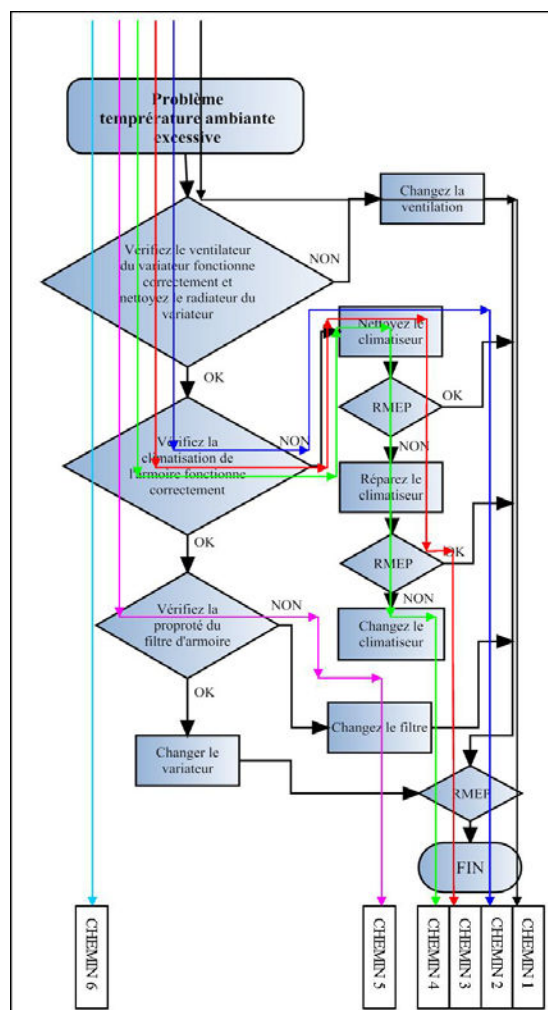 Problème
temprérature ambiante
excessive
Changez la
ventilation
NON
Vérifiez le ventilateur
du variateur fonctionne
correctement et
nettoyez le radiateur du
variateur
OK
Nettoyez le
climatiseur
RMEP
OK
NON
NON
Vérifiez la
climatisation de
l'armoire fonctionne
correctement
Réparez le
climatiseur
OK
RMEP
OK
NON
Vérifiez la
proproté du
filtre d'armoire
NON
Changez le
climatiseur
OK
Changez le filtre
Changer le
variateur
RMEP
FIN
CHEMIN 6
CHEMIN 5
CHEMIN 4
CHEMIN 3
CHEMIN 2
CHEMIN 1